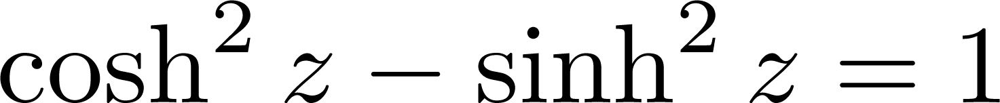 cosh² z − sinh² z = 1